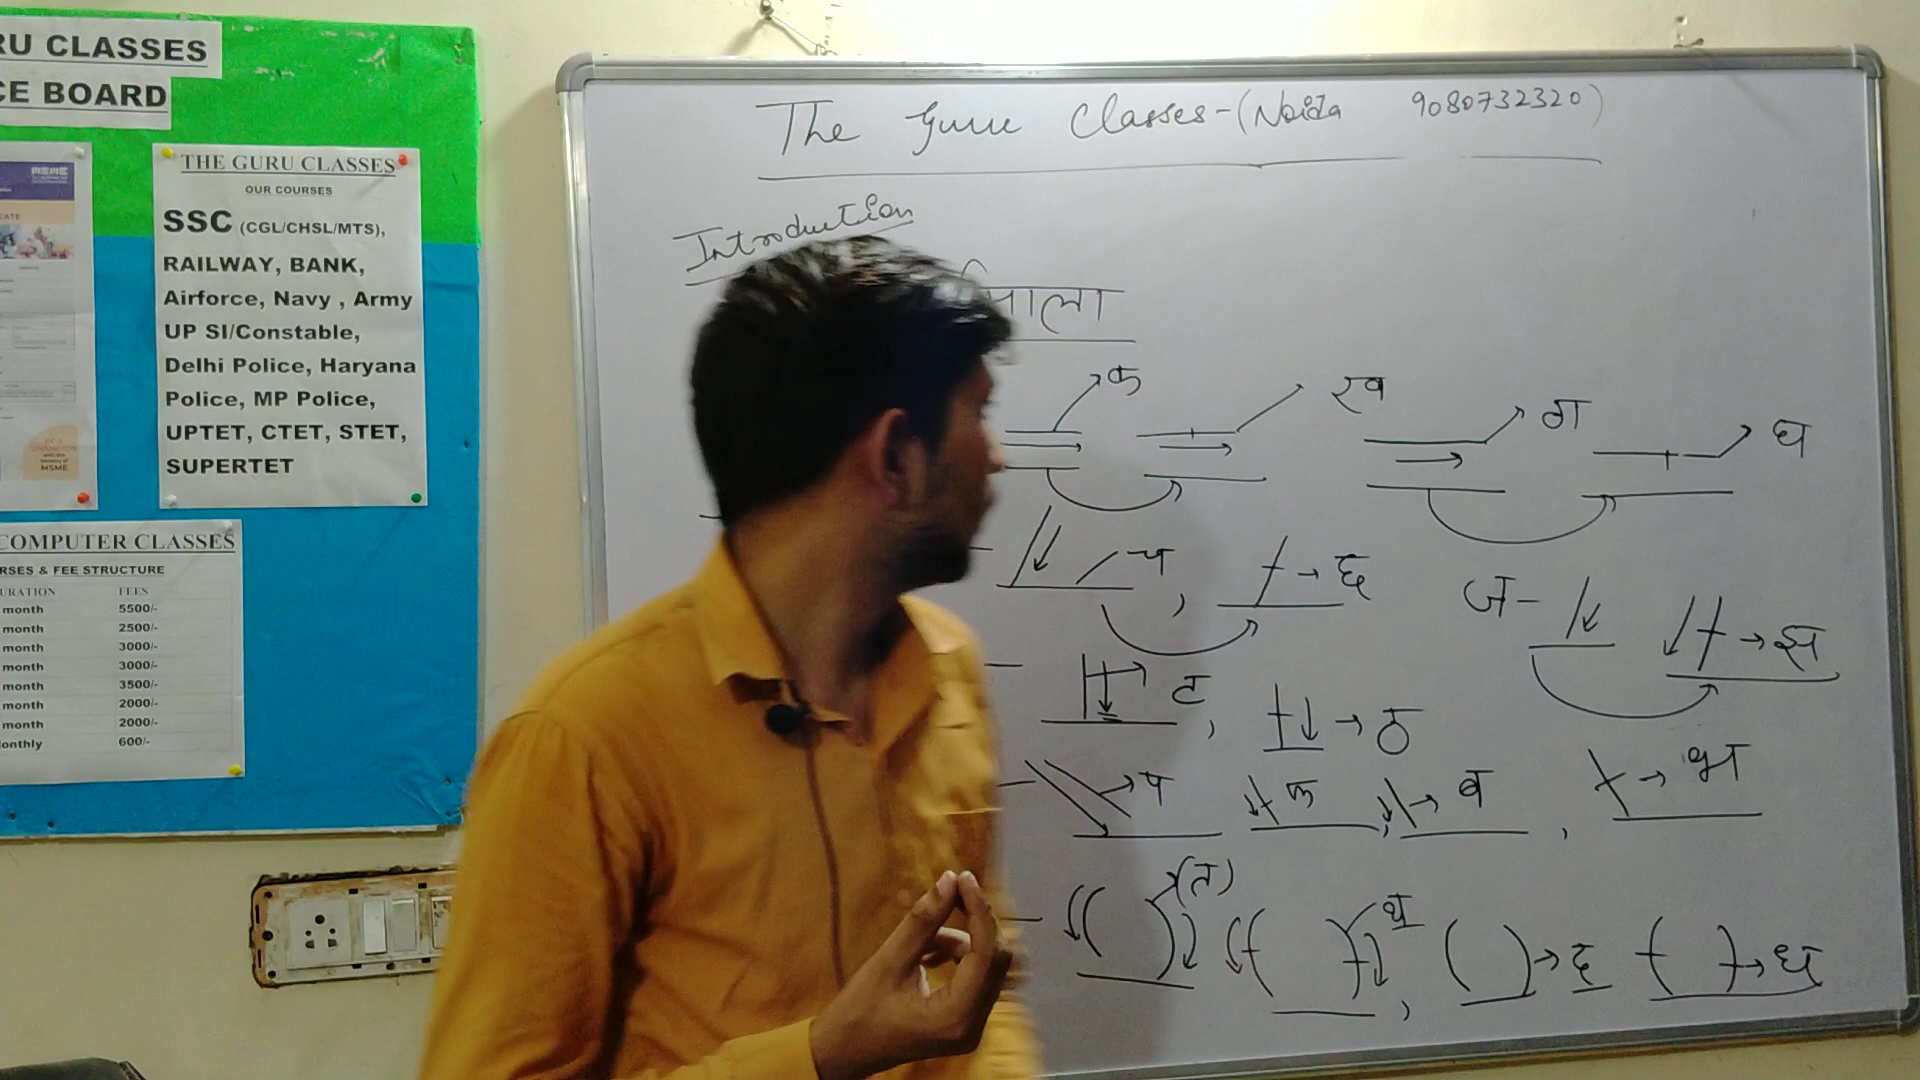 RU CLASSES
CE BOARD
THE GURU CLASSES
OUR COURSES
SSC (CGL/CHSL/MTS),
RAILWAY, BANK,
Airforce, Navy , Army
UP SI/Constable,
Delhi Police, Haryana
Police, MP Police,
UPTET, CTET, STET,
SUPERTET
MSME
COMPUTER CLASSES
RSES & FEE STRUCTURE
URATION FEES
month 5500/-
month 2500/-
month 3000/-
month 3000/-
month 3500/-
month 2000/-
month 2000/-
onthly 600/-
The Guru Classes-(Noida 9080732320)
Introduction
माला
क ख ग घ
च, छ ज- झ
ट, ठ
प फ, ब, भ
(त) थ, द ध